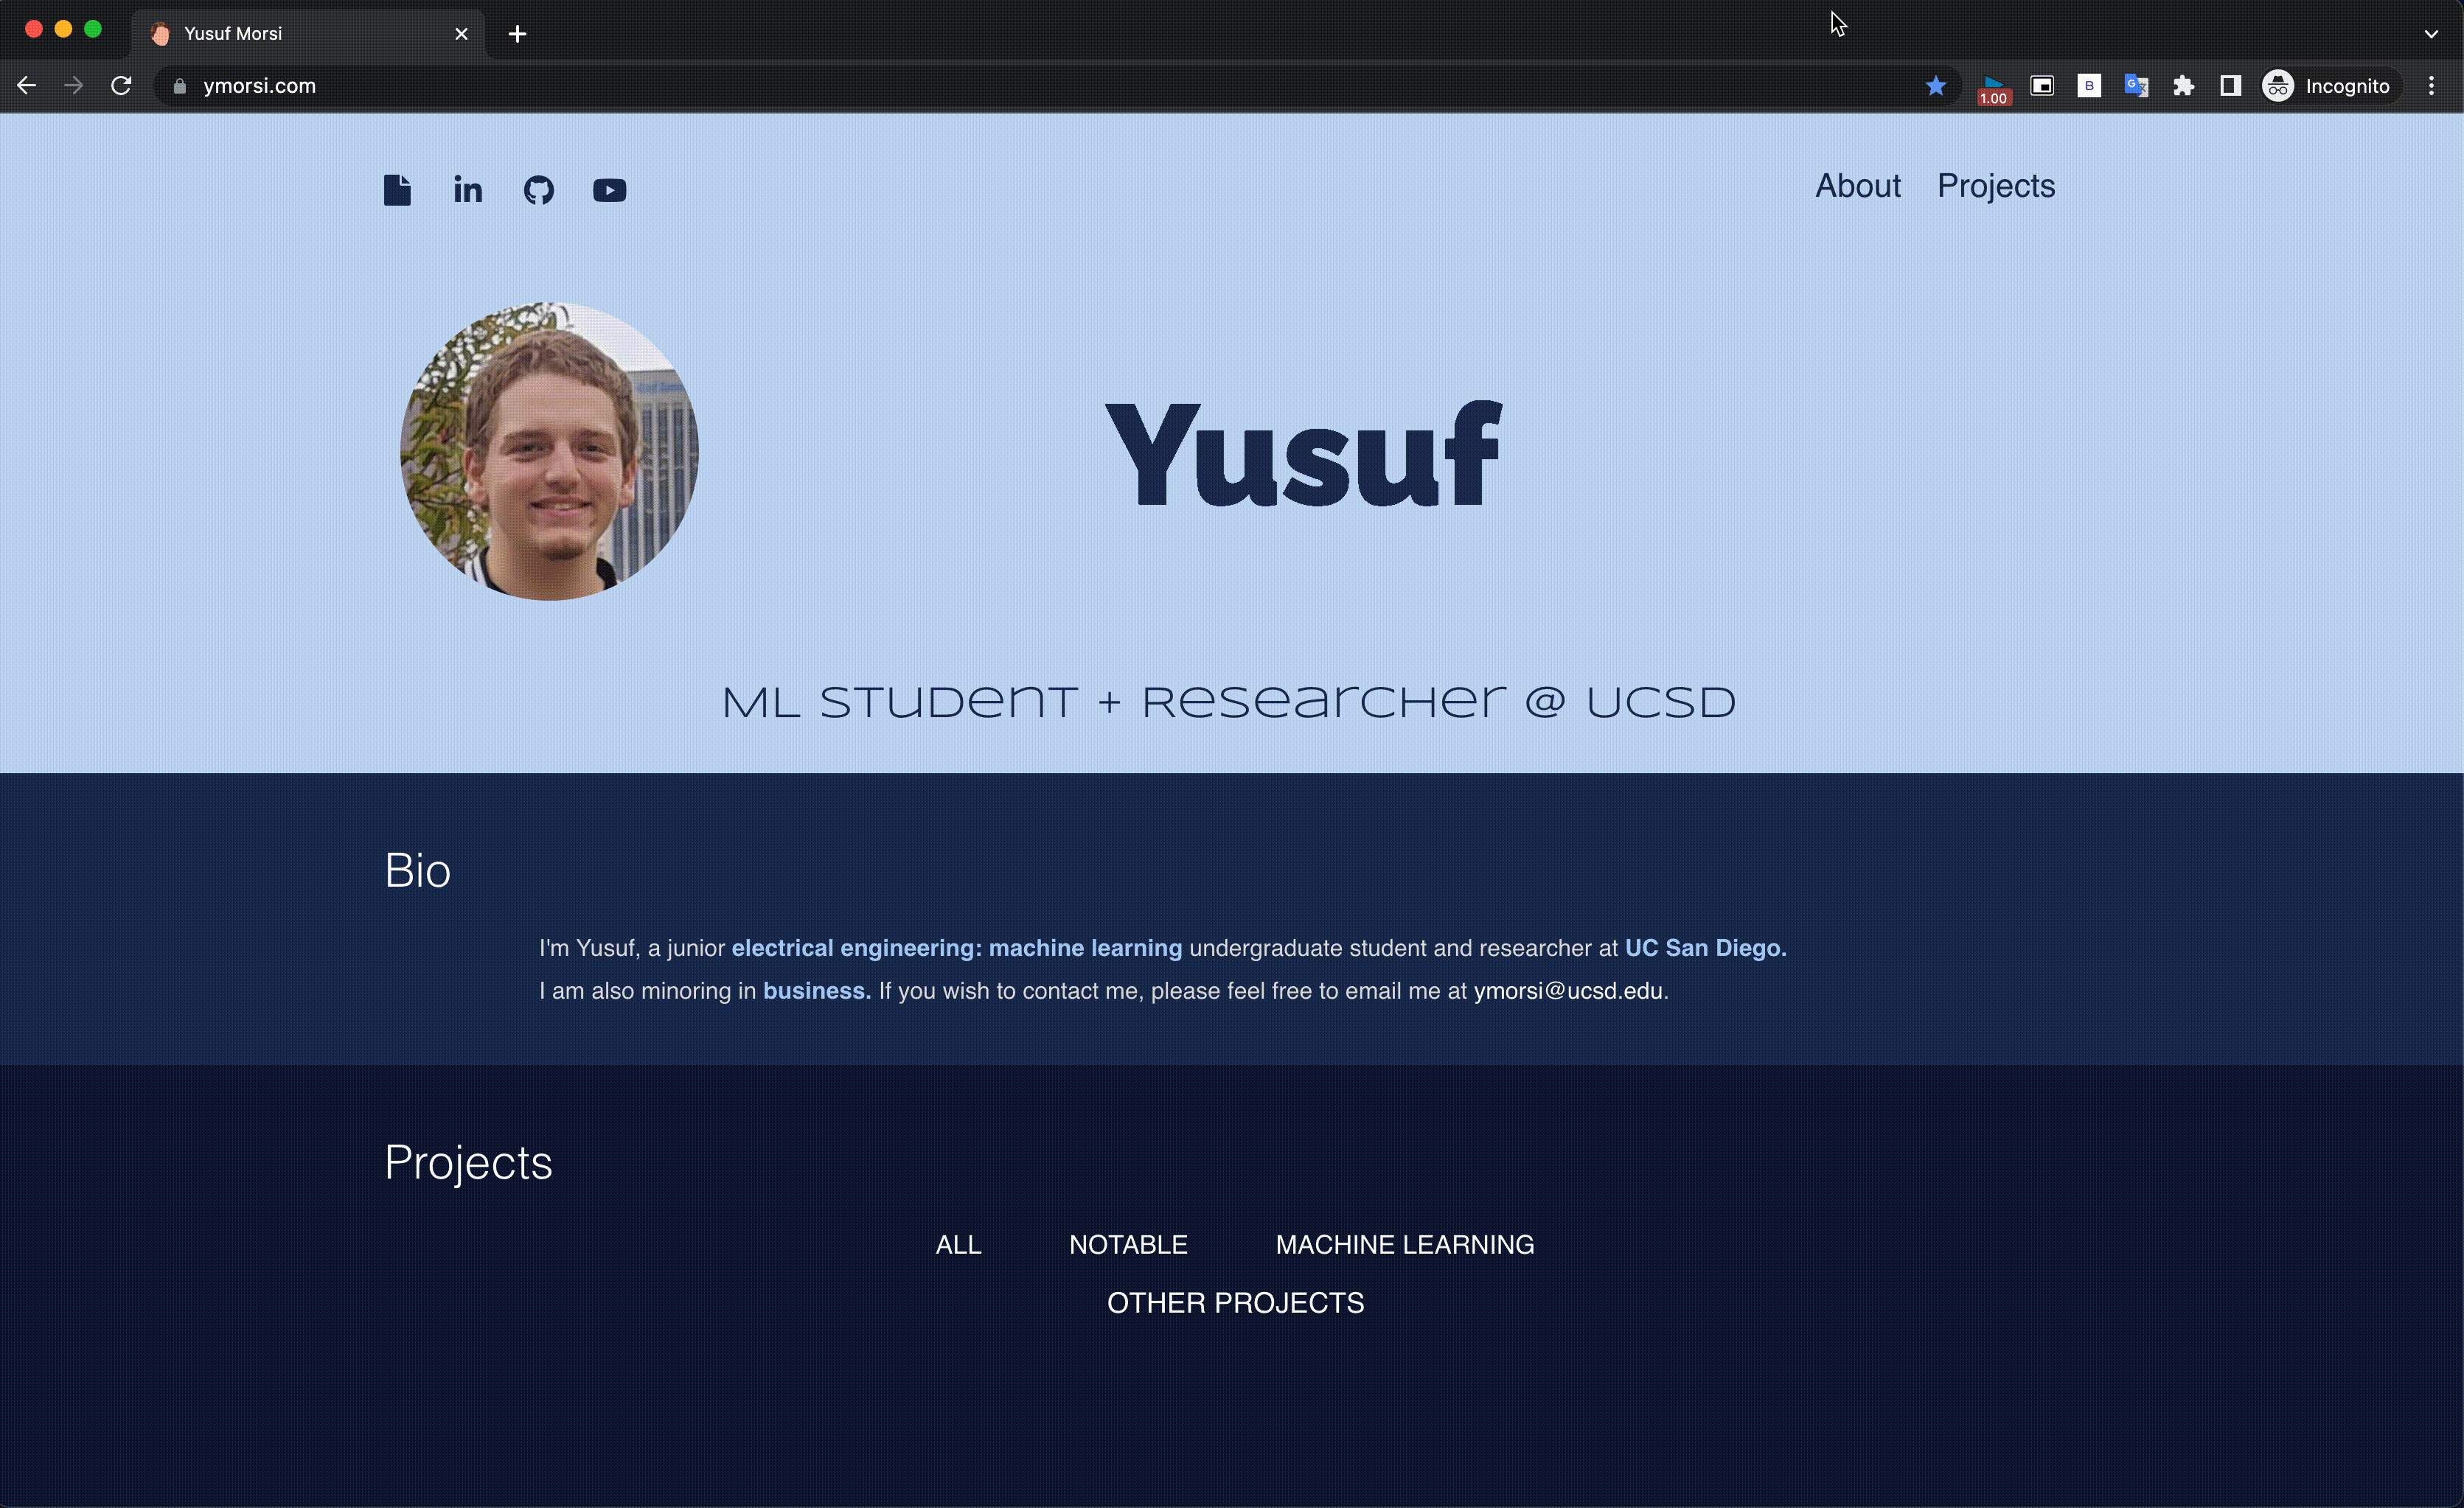 Yusuf Morsi
ymorsi.com
1.00
B
G
Incognito
in
About Projects
Yusuf
ML Student + Researcher @ UCSD
Bio
I'm Yusuf, a junior electrical engineering: machine learning undergraduate student and researcher at UC San Diego.
I am also minoring in business. If you wish to contact me, please feel free to email me at ymorsi@ucsd.edu.
Projects
ALL NOTABLE MACHINE LEARNING
OTHER PROJECTS